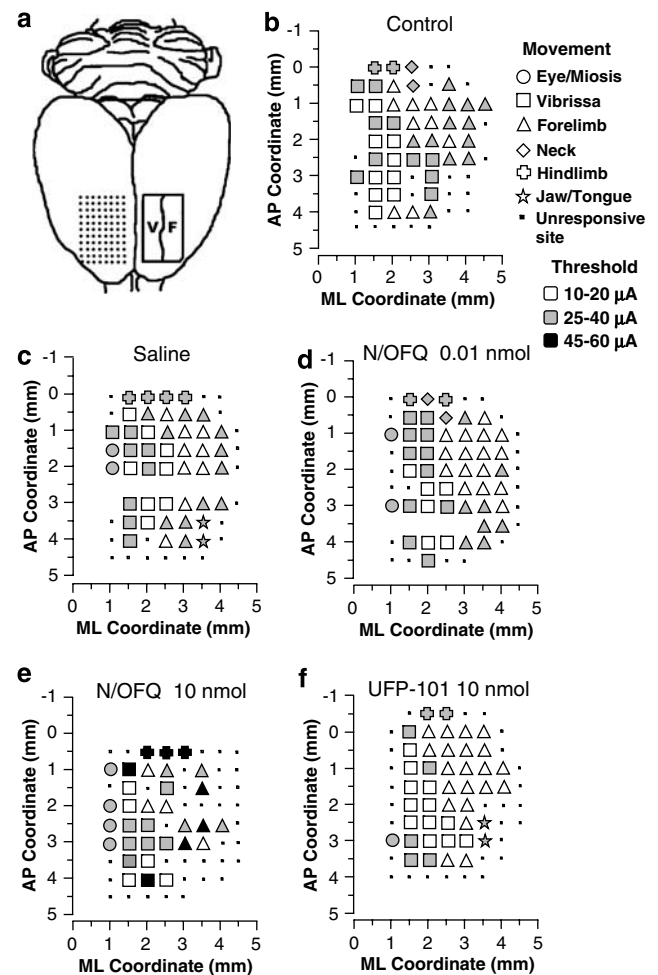 a
V F
b
Control
-1
0
1
2
3
4
5
AP Coordinate (mm)
0 1 2 3 4 5
ML Coordinate (mm)
Movement
Eye/Miosis
Vibrissa
Forelimb
Neck
Hindlimb
Jaw/Tongue
Unresponsive
site
Threshold
10-20 µA
25-40 µA
45-60 µA
c
Saline
-1
0
1
2
3
4
5
AP Coordinate (mm)
0 1 2 3 4 5
ML Coordinate (mm)
d
N/OFQ 0.01 nmol
-1
0
1
2
3
4
5
AP Coordinate (mm)
0 1 2 3 4 5
ML Coordinate (mm)
e
N/OFQ 10 nmol
-1
0
1
2
3
4
5
AP Coordinate (mm)
0 1 2 3 4 5
ML Coordinate (mm)
f
UFP-101 10 nmol
-1
0
1
2
3
4
5
AP Coordinate (mm)
0 1 2 3 4 5
ML Coordinate (mm)